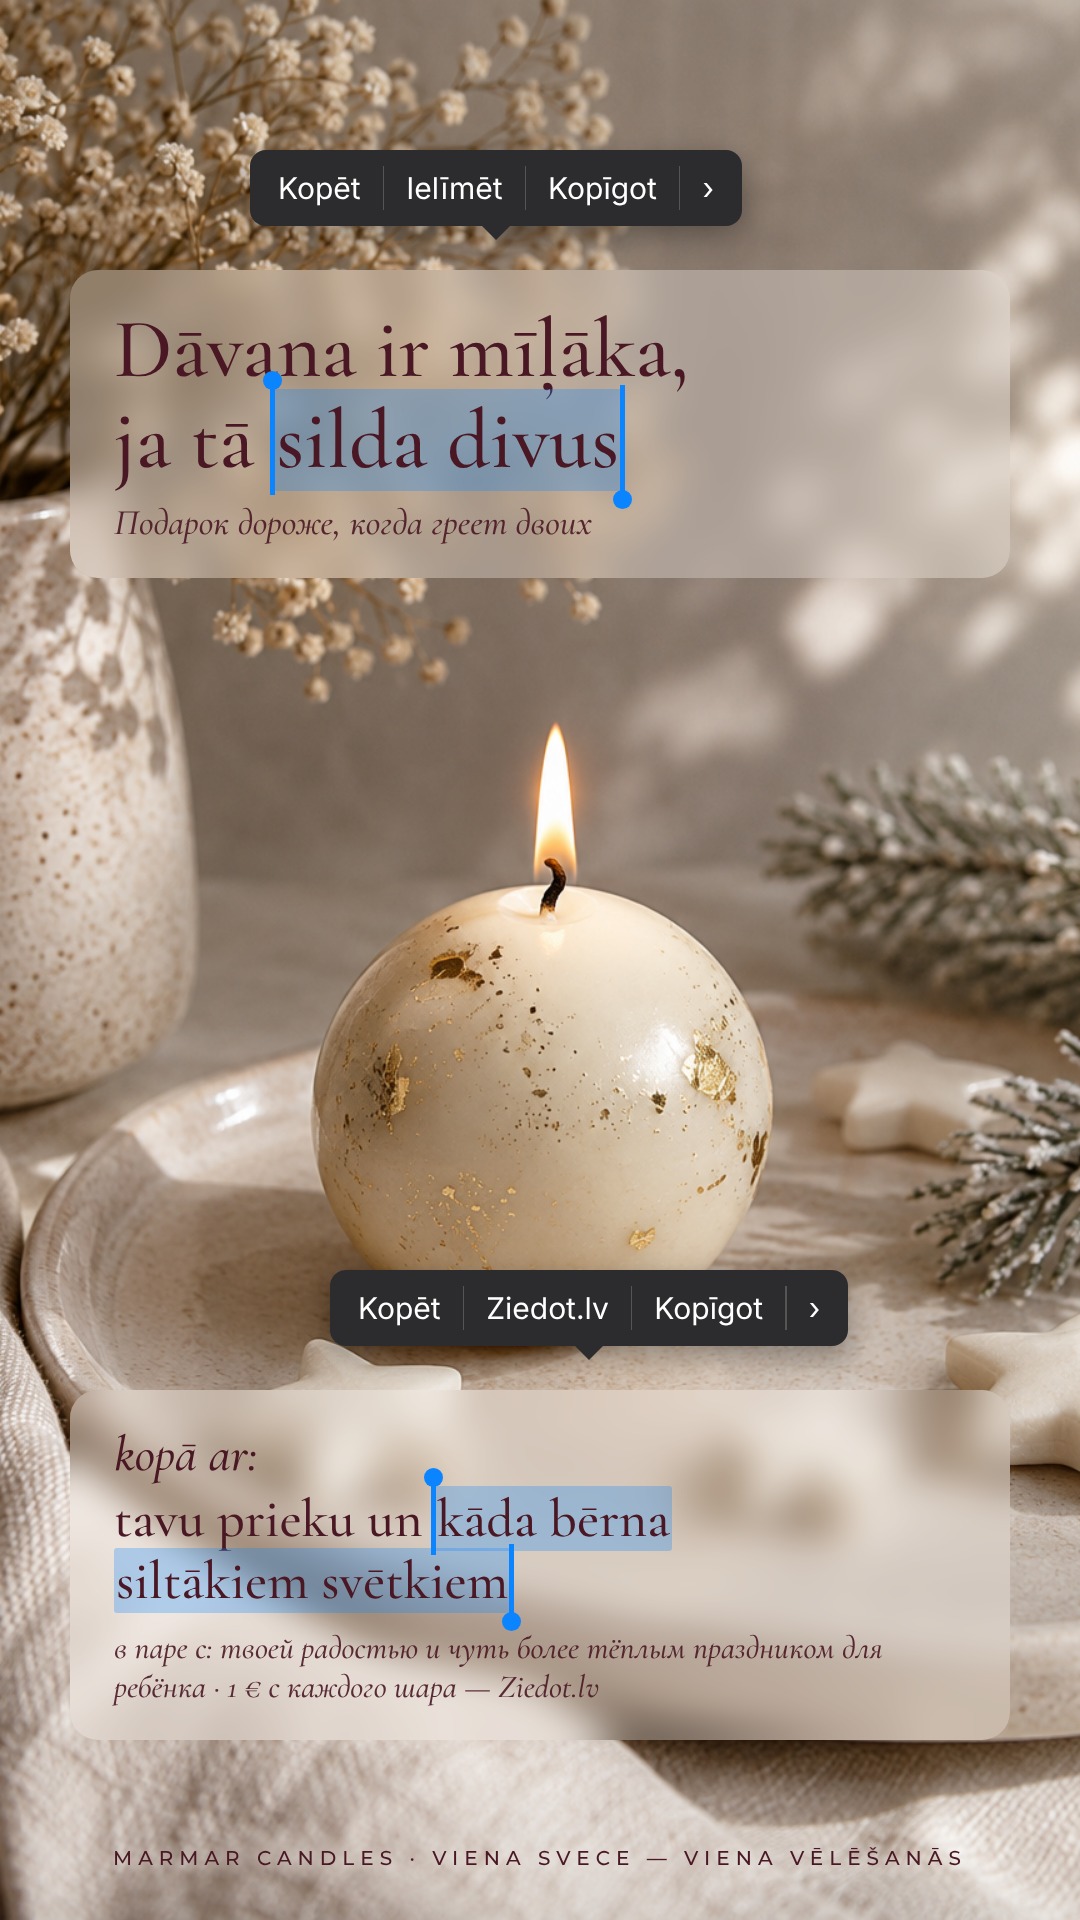 Kopēt Ielīmēt Kopīgot ›
Dāvana ir mīļāka,
ja tā silda divus
Подарок дороже, когда греет двоих
Kopēt Ziedot.lv Kopīgot ›
kopā ar:
tavu prieku un kāda bērna
siltākiem svētkiem
в паре с: твоей радостью и чуть более тёплым праздником для
ребёнка · 1 € с каждого шара — Ziedot.lv
MARMAR CANDLES · VIENA SVECE — VIENA VĒLĒŠANĀS